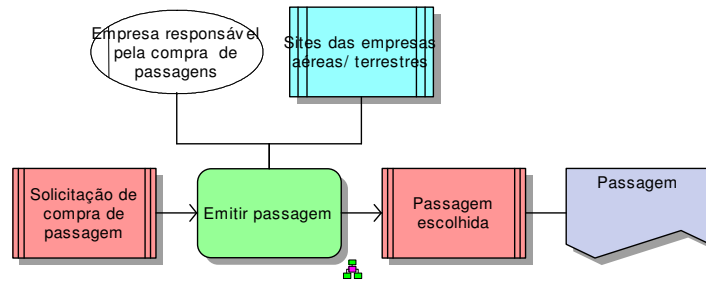 Empresa responsável
pela compra de
passagens
Sites das empresas
aéreas/ terrestres
Solicitação de
compra de
passagem
Emitir passagem
Passagem
escolhida
Passagem